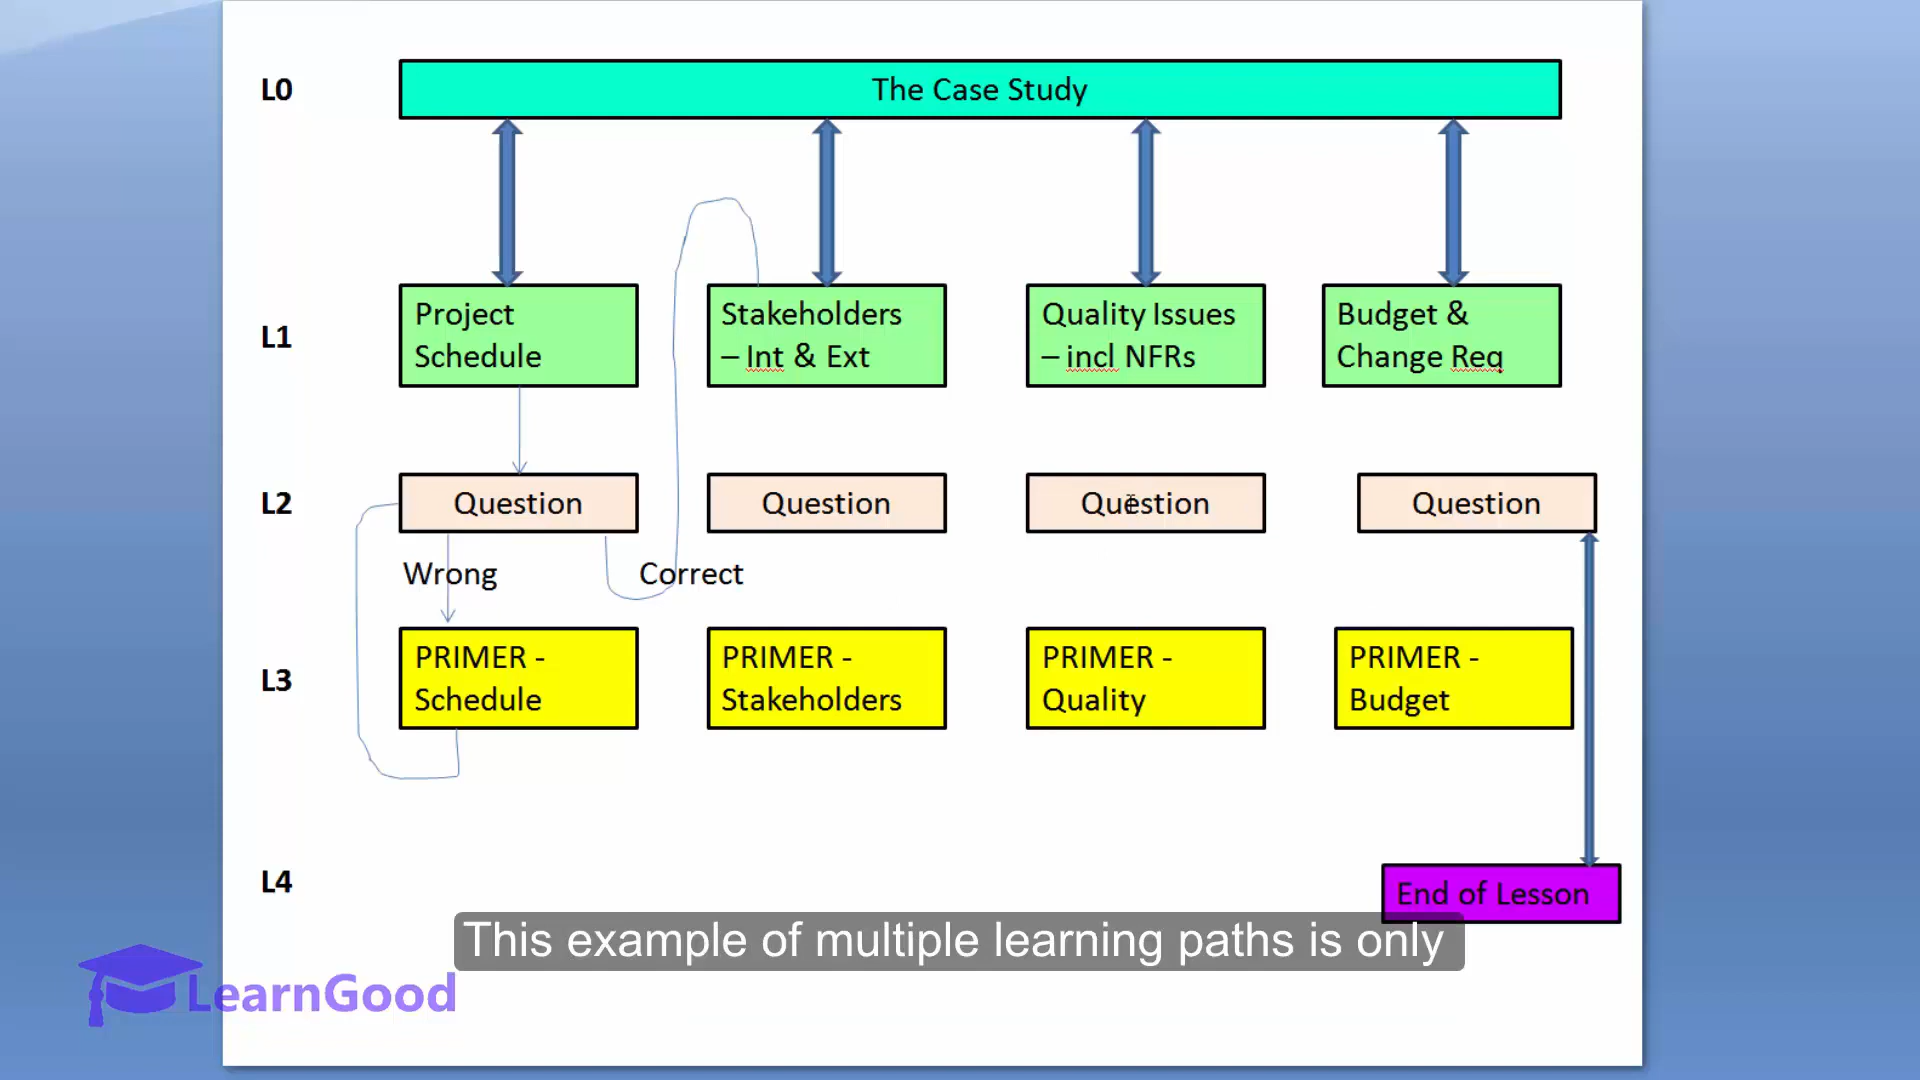 L0
The Case Study
L1
Project
Schedule
Stakeholders
– Int & Ext
Quality Issues
– incl NFRs
Budget &
Change Req
L2
Question
Question
Question
Question
Wrong
Correct
L3
PRIMER -
Schedule
PRIMER -
Stakeholders
PRIMER -
Quality
PRIMER -
Budget
L4
End of Lesson
This example of multiple learning paths is only
LearnGood